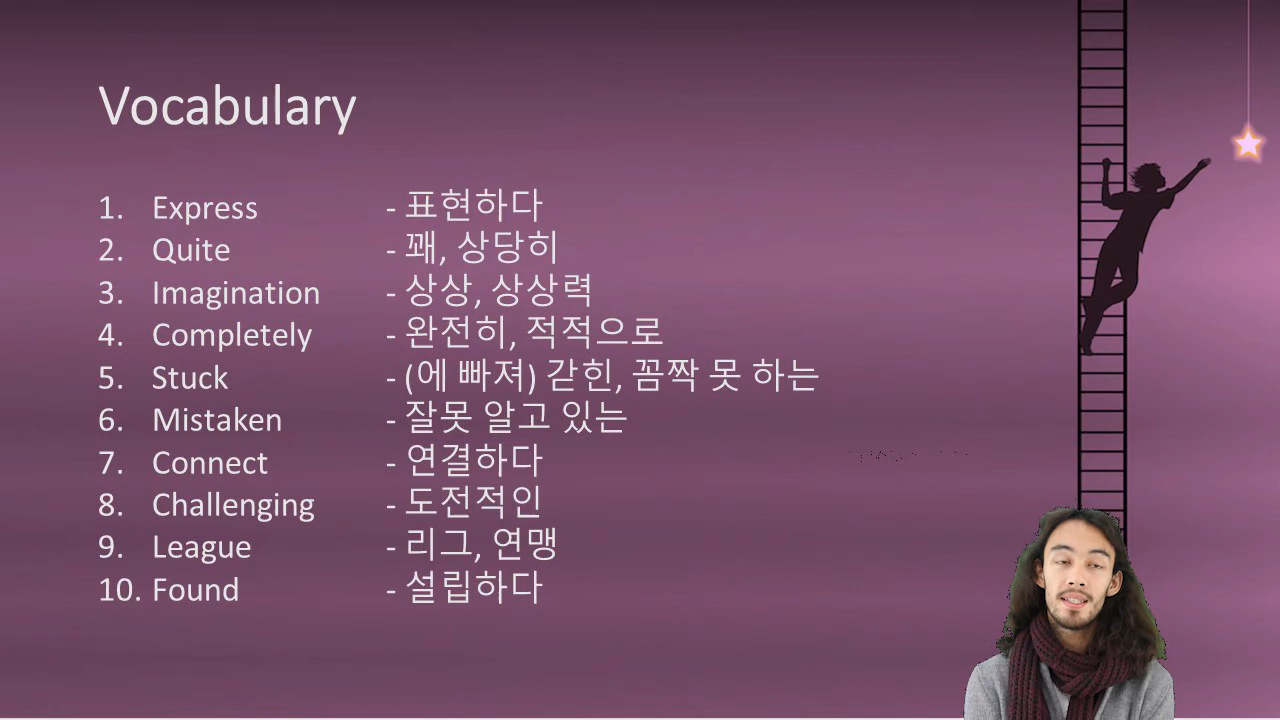 Vocabulary
1. Express - 표현하다
2. Quite - 꽤, 상당히
3. Imagination - 상상, 상상력
4. Completely - 완전히, 적적으로
5. Stuck - (에 빠져) 갇힌, 꼼짝 못 하는
6. Mistaken - 잘못 알고 있는
7. Connect - 연결하다
8. Challenging - 도전적인
9. League - 리그, 연맹
10. Found - 설립하다